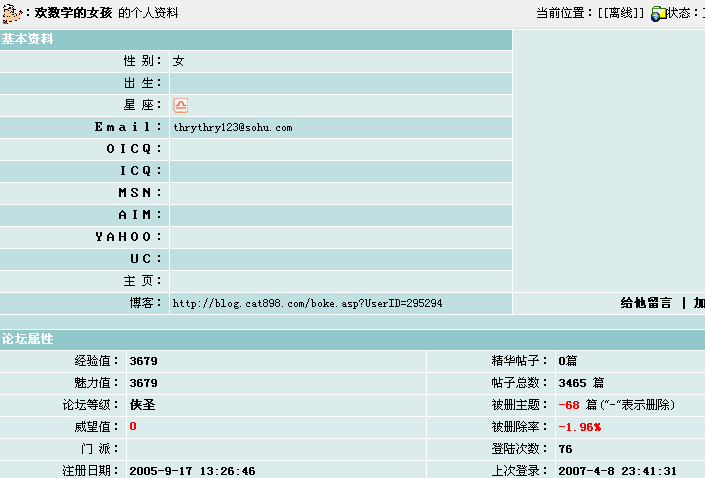 ：欢数学的女孩 的个人资料 当前位置：[[离线]] 状态：
基本资料
性 别： 女
出 生：
星 座：
Email： thrythry123@sohu.com
OICQ：
ICQ：
MSN：
AIM：
YAHOO：
UC：
主 页：
博客： http://blog.cat898.com/boke.asp?UserID=295294 给他留言 | 加
论坛属性
经验值： 3679 精华帖子： 0篇
魅力值： 3679 帖子总数： 3465 篇
论坛等级： 侠圣 被删主题： -68 篇("-"表示删除)
威望值： 0 被删除率： -1.96%
门 派： 登陆次数： 76
注册日期： 2005-9-17 13:26:46 上次登录： 2007-4-8 23:41:31